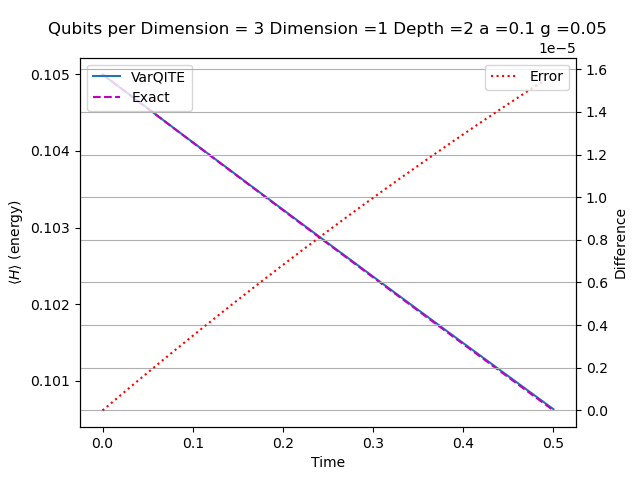 Qubits per Dimension = 3 Dimension =1 Depth =2 a =0.1 g =0.05
1e−5
VarQITE
Exact
Error
0.105
0.104
0.103
0.102
0.101
⟨H⟩ (energy)
1.6
1.4
1.2
1.0
0.8
0.6
0.4
0.2
0.0
Difference
0.0 0.1 0.2 0.3 0.4 0.5
Time